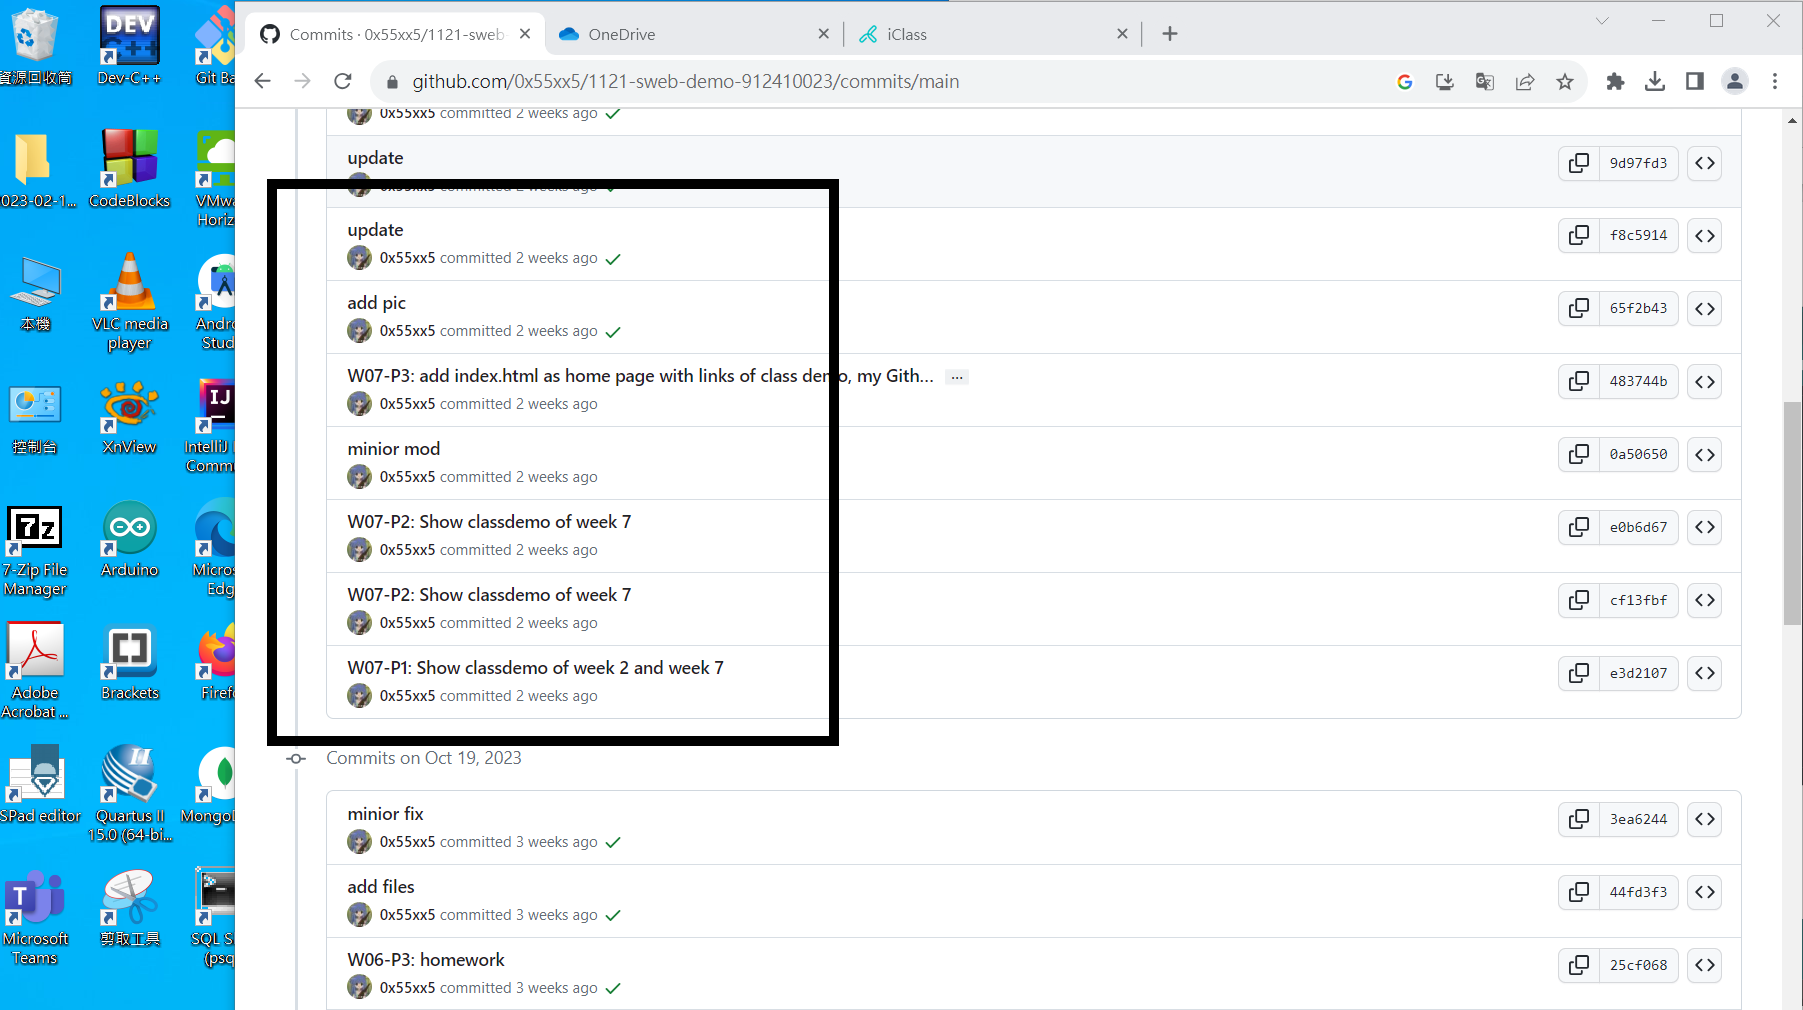 資源回收筒
Dev-C++
Git Ba
023-02-1...
CodeBlocks
VMwa
Horiz
本機
VLC media
player
Andro
Stud
控制台
XnView
IntelliJ
Commu
7-Zip File
Manager
Arduino
Micros
Edg
Adobe
Acrobat ...
Brackets
Firefo
SPad editor
Quartus II
15.0 (64-bi...
MongoD
Microsoft
Teams
剪取工具
SQL S
(psq
Commits · 0x55xx5/1121-sweb-
OneDrive
iClass
github.com/0x55xx5/1121-sweb-demo-912410023/commits/main
0x55xx5 committed 2 weeks ago
update
9d97fd3
0x55xx5 committed 2 weeks ago
update
f8c5914
0x55xx5 committed 2 weeks ago
add pic
65f2b43
0x55xx5 committed 2 weeks ago
W07-P3: add index.html as home page with links of class demo, my Gith... ...
483744b
0x55xx5 committed 2 weeks ago
minior mod
0a50650
0x55xx5 committed 2 weeks ago
W07-P2: Show classdemo of week 7
e0b6d67
0x55xx5 committed 2 weeks ago
W07-P2: Show classdemo of week 7
cf13fbf
0x55xx5 committed 2 weeks ago
W07-P1: Show classdemo of week 2 and week 7
e3d2107
0x55xx5 committed 2 weeks ago
Commits on Oct 19, 2023
minior fix
3ea6244
0x55xx5 committed 3 weeks ago
add files
44fd3f3
0x55xx5 committed 3 weeks ago
W06-P3: homework
25cf068
0x55xx5 committed 3 weeks ago